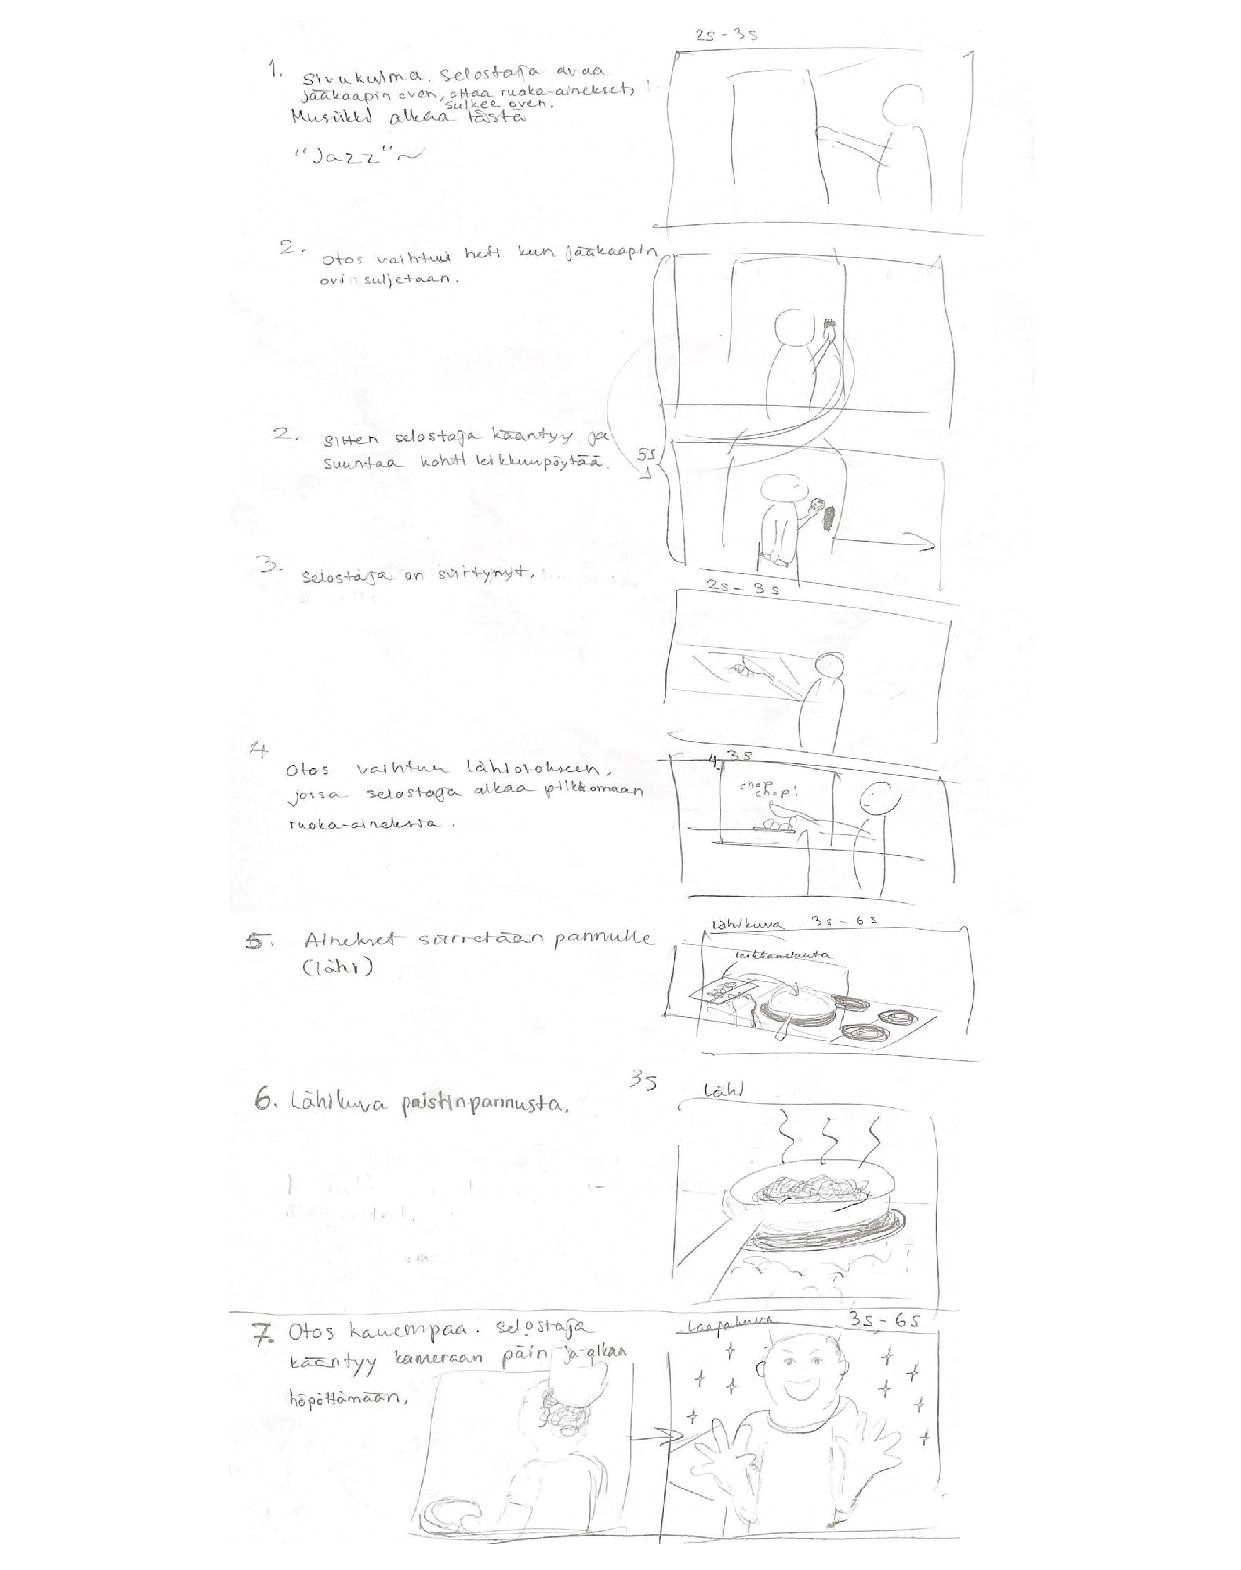 2s - 3s
1. Sivukulma. Selostaja avaa
jääkaapin oven, ottaa ruoka-ainekset,
sulkee oven.
Musiikki alkaa tästä
"Jazz"~
2. Otos vaihtuu heti kun jääkaapin
ovi suljetaan.
2. Sitten selostaja kääntyy ja
suuntaa kohti leikkuupöytää.
5s
3. Selostaja on siirtynyt.
2s - 3s
4 Otos vaihtuu lähiotokseen,
jossa selostaja alkaa pilkkomaan
ruoka-aineksia.
4. 3s
chop
chop!
5. Ainekset siirretään pannulle
(lähi)
Lähikuva 3s - 6s
leikkauslauta
6. Lähikuva paistinpannusta.
3s
Lähi
7. Otos kauempaa. Selostaja
kääntyy kameraan päin ja alkaa
höpöttämään.
Laajakuva 3s - 6s